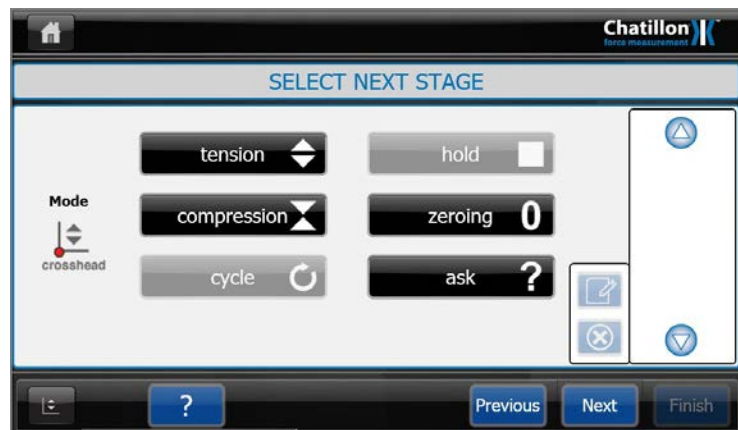 Chatillon
force measurement
SELECT NEXT STAGE
tension
hold
Mode
compression
zeroing 0
crosshead
cycle
ask ?
?
Previous
Next
Finish